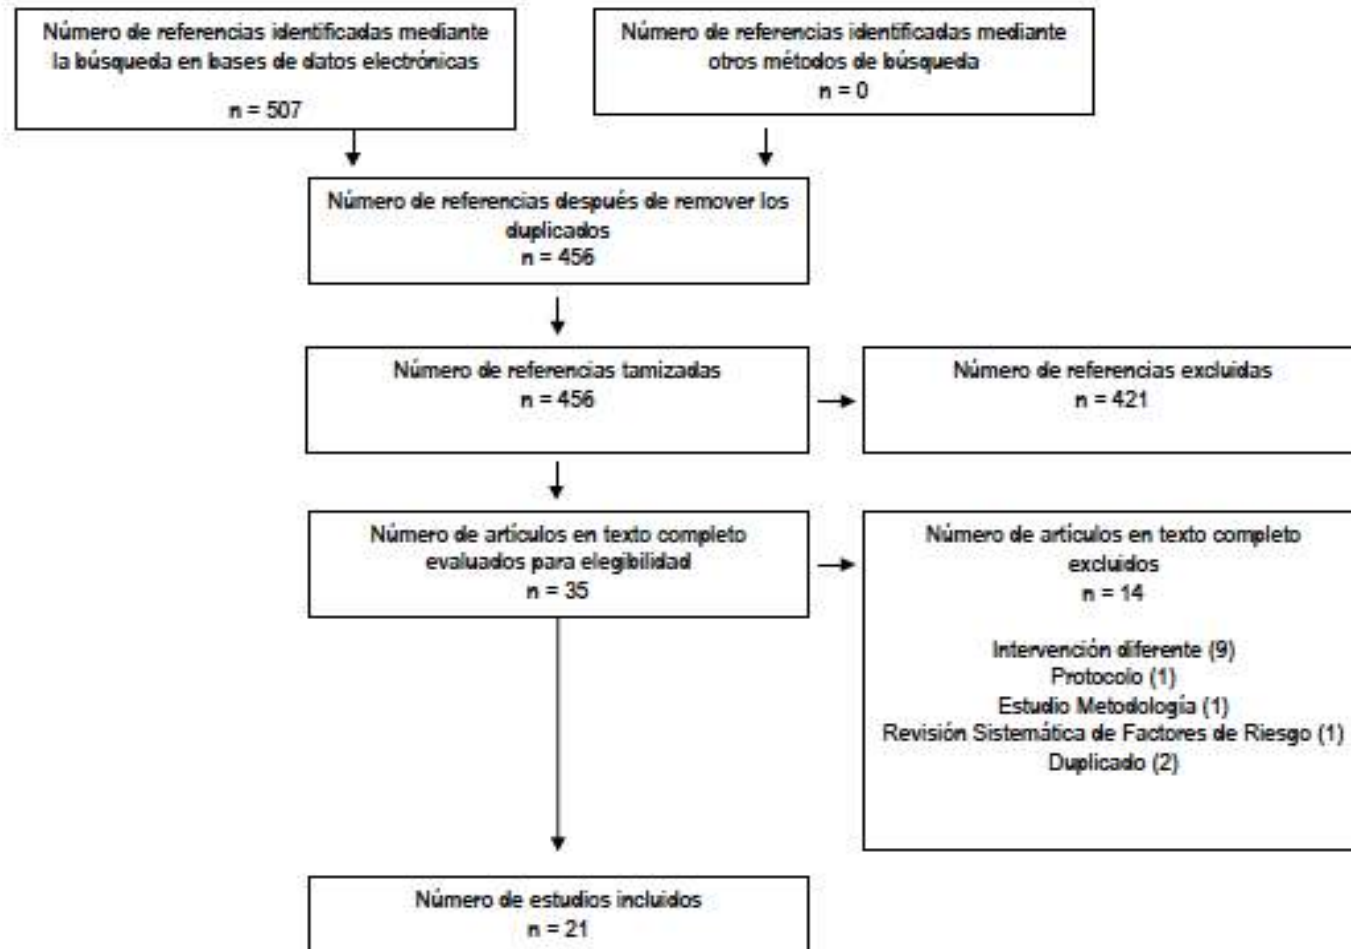 Número de referencias identificadas mediante
la búsqueda en bases de datos electrónicas
n = 507
Número de referencias identificadas mediante
otros métodos de búsqueda
n = 0
Número de referencias después de remover los
duplicados
n = 456
Número de referencias tamizadas
n = 456
Número de referencias excluidas
n = 421
Número de artículos en texto completo
evaluados para elegibilidad
n = 35
Número de artículos en texto completo
excluidos
n = 14
Intervención diferente (9)
Protocolo (1)
Estudio Metodología (1)
Revisión Sistemática de Factores de Riesgo (1)
Duplicado (2)
Número de estudios incluidos
n = 21